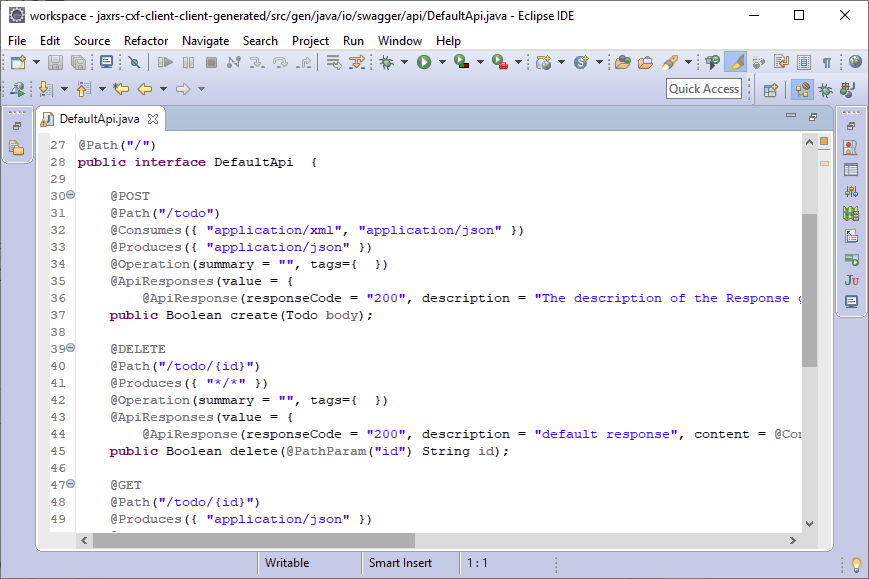 workspace - jaxrs-cxf-client-client-generated/src/gen/java/io/swagger/api/DefaultApi.java - Eclipse IDE
File Edit Source Refactor Navigate Search Project Run Window Help
Quick Access
DefaultApi.java
27 @Path("/")
28 public interface DefaultApi  {
29
30     @POST
31     @Path("/todo")
32     @Consumes({ "application/xml", "application/json" })
33     @Produces({ "application/json" })
34     @Operation(summary = "", tags={  })
35     @ApiResponses(value = {
36         @ApiResponse(responseCode = "200", description = "The description of the Response
37     public Boolean create(Todo body);
38
39     @DELETE
40     @Path("/todo/{id}")
41     @Produces({ "*/*" })
42     @Operation(summary = "", tags={  })
43     @ApiResponses(value = {
44         @ApiResponse(responseCode = "200", description = "default response", content = @Con
45     public Boolean delete(@PathParam("id") String id);
46
47     @GET
48     @Path("/todo/{id}")
49     @Produces({ "application/json" })
Writable Smart Insert 1 : 1